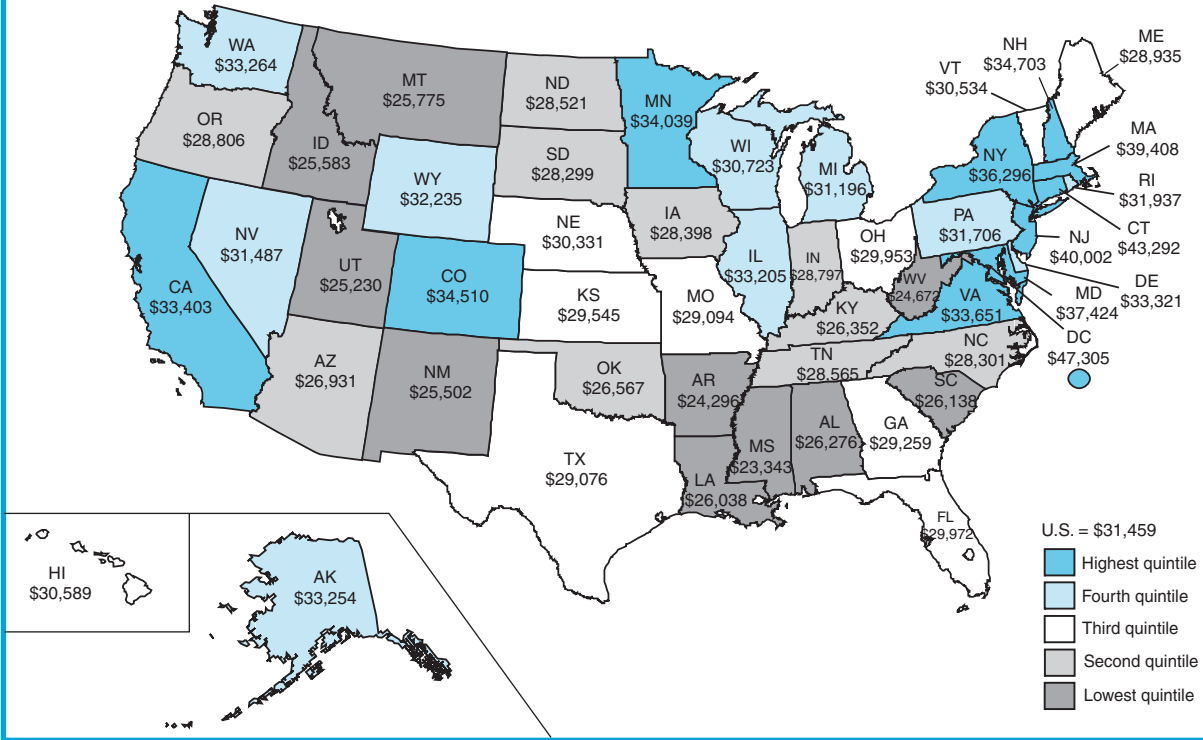 WA
$33,264
OR
$28,806
CA
$33,403
NV
$31,487
ID
$25,583
MT
$25,775
WY
$32,235
UT
$25,230
CO
$34,510
AZ
$26,931
NM
$25,502
ND
$28,521
SD
$28,299
NE
$30,331
KS
$29,545
OK
$26,567
TX
$29,076
MN
$34,039
IA
$28,398
MO
$29,094
AR
$24,296
LA
$26,038
WI
$30,723
IL
$33,205
MI
$31,196
IN
$28,797
OH
$29,953
KY
$26,352
TN
$28,565
MS
$23,343
AL
$26,276
GA
$29,259
FL
$29,972
SC
$26,138
NC
$28,301
VA
$33,651
WV
$24,672
PA
$31,706
NY
$36,296
VT
$30,534
NH
$34,703
ME
$28,935
MA
$39,408
RI
$31,937
CT
$43,292
NJ
$40,002
DE
$33,321
MD
$37,424
DC
$47,305
HI
$30,589
AK
$33,254
U.S. = $31,459
Highest quintile
Fourth quintile
Third quintile
Second quintile
Lowest quintile